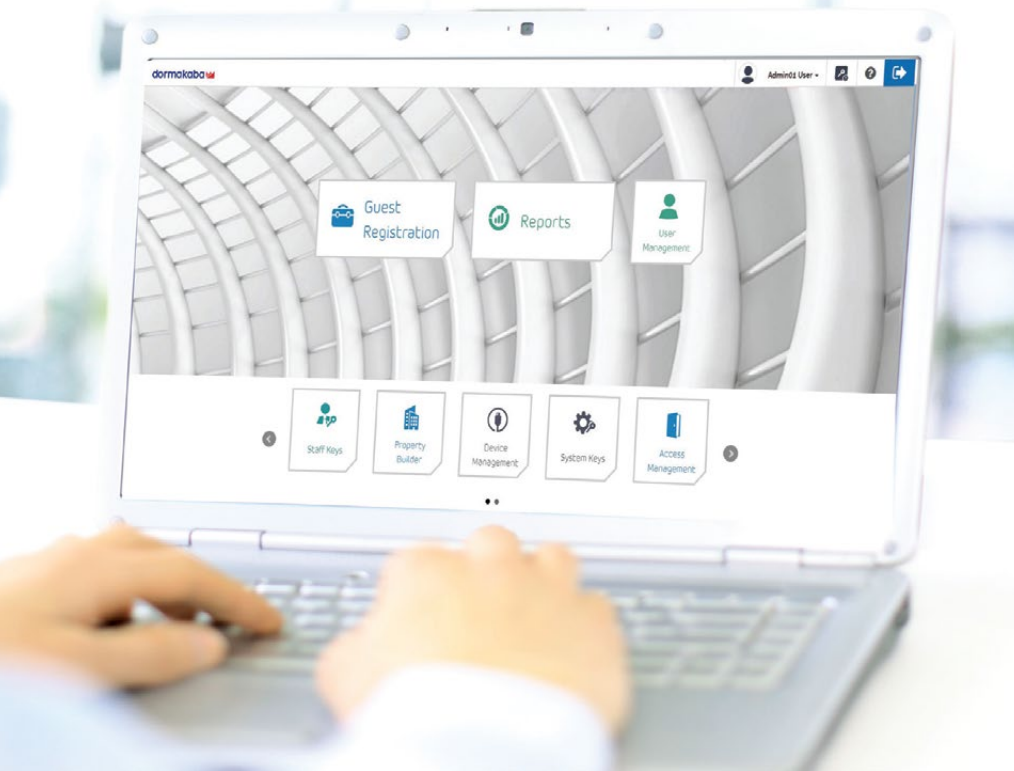 dormakaba
Admin01 User
Guest
Registration
Reports
User
Management
Staff Keys
Property
Builder
Device
Management
System Keys
Access
Management